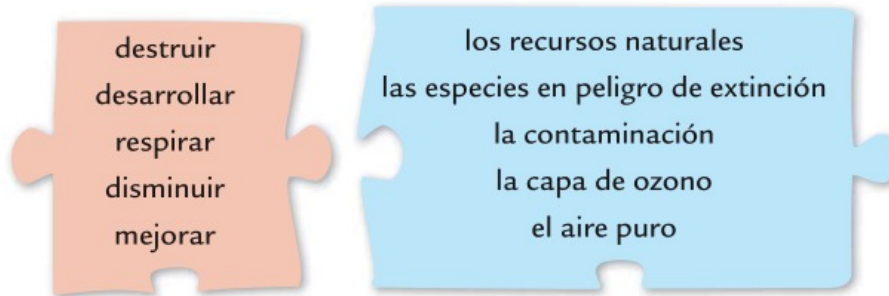 destruir
desarrollar
respirar
disminuir
mejorar
los recursos naturales
las especies en peligro de extinción
la contaminación
la capa de ozono
el aire puro